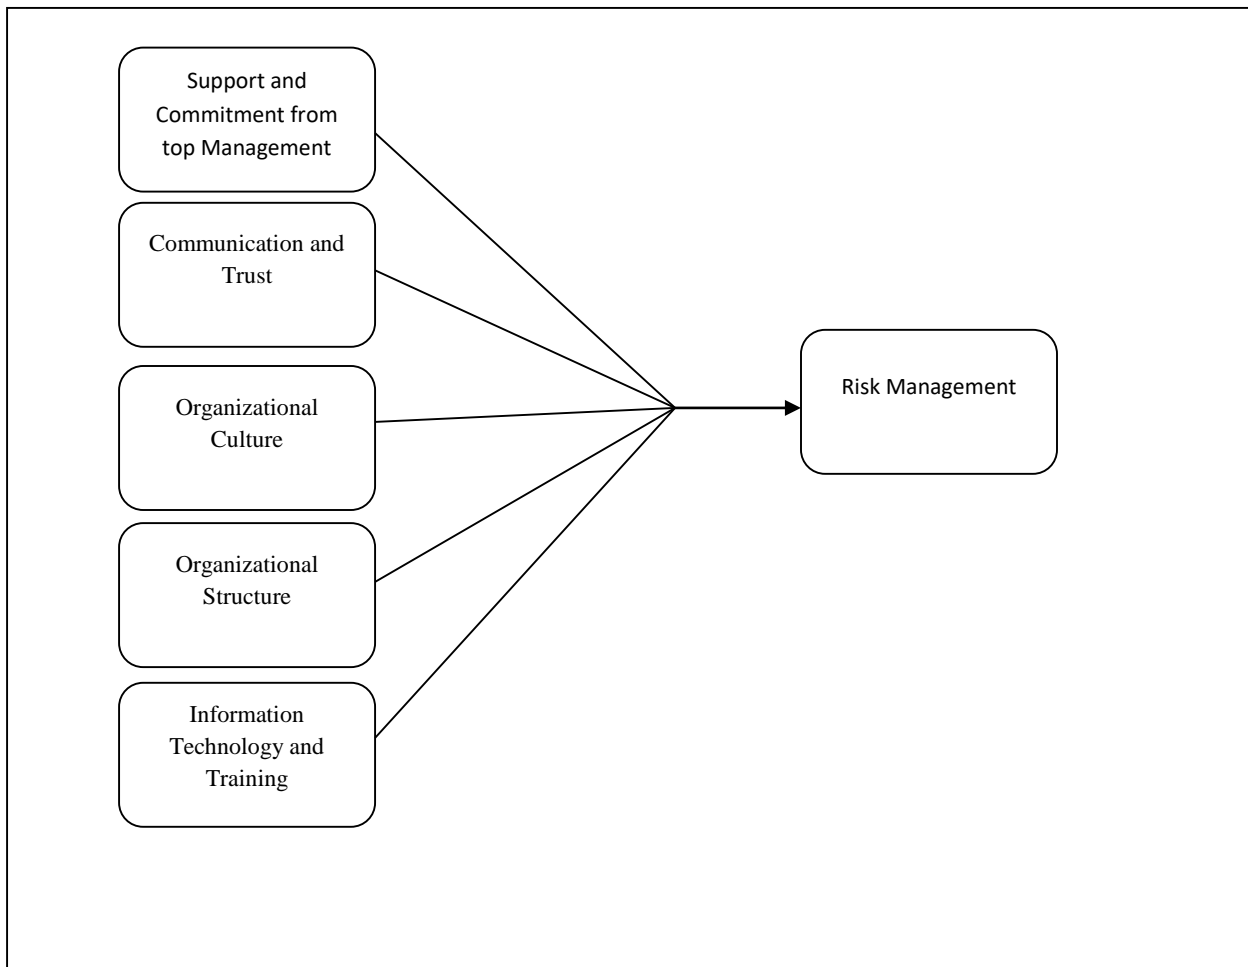 Support and
Commitment from
top Management
Communication and
Trust
Organizational
Culture
Organizational
Structure
Information
Technology and
Training
Risk Management